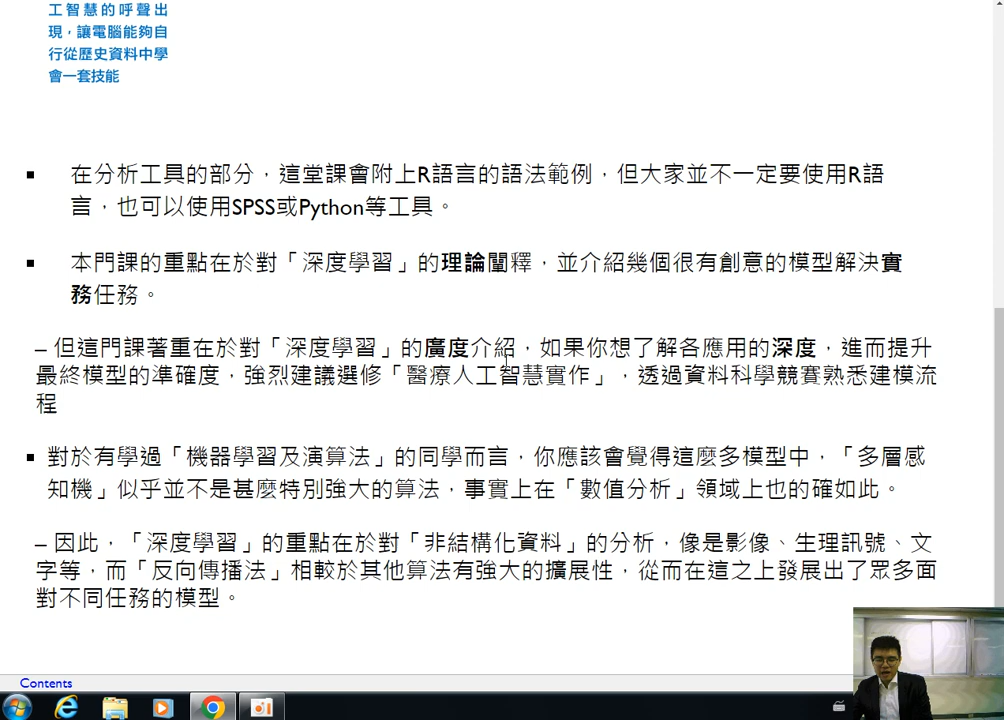 工智慧的呼聲出
現，讓電腦能夠自
行從歷史資料中學
會一套技能
▪ 在分析工具的部分，這堂課會附上R語言的語法範例，但大家並不一定要使用R語
言，也可以使用SPSS或Python等工具。
▪ 本門課的重點在於對「深度學習」的理論闡釋，並介紹幾個很有創意的模型解決實
務任務。
– 但這門課著重在於對「深度學習」的廣度介紹，如果你想了解各應用的深度，進而提升
最終模型的準確度，強烈建議選修「醫療人工智慧實作」，透過資料科學競賽熟悉建模流
程
▪ 對於有學過「機器學習及演算法」的同學而言，你應該會覺得這麼多模型中，「多層感
知機」似乎並不是甚麼特別強大的算法，事實上在「數值分析」領域上也的確如此。
– 因此，「深度學習」的重點在於對「非結構化資料」的分析，像是影像、生理訊號、文
字等，而「反向傳播法」相較於其他算法有強大的擴展性，從而在這之上發展出了眾多面
對不同任務的模型。
Contents